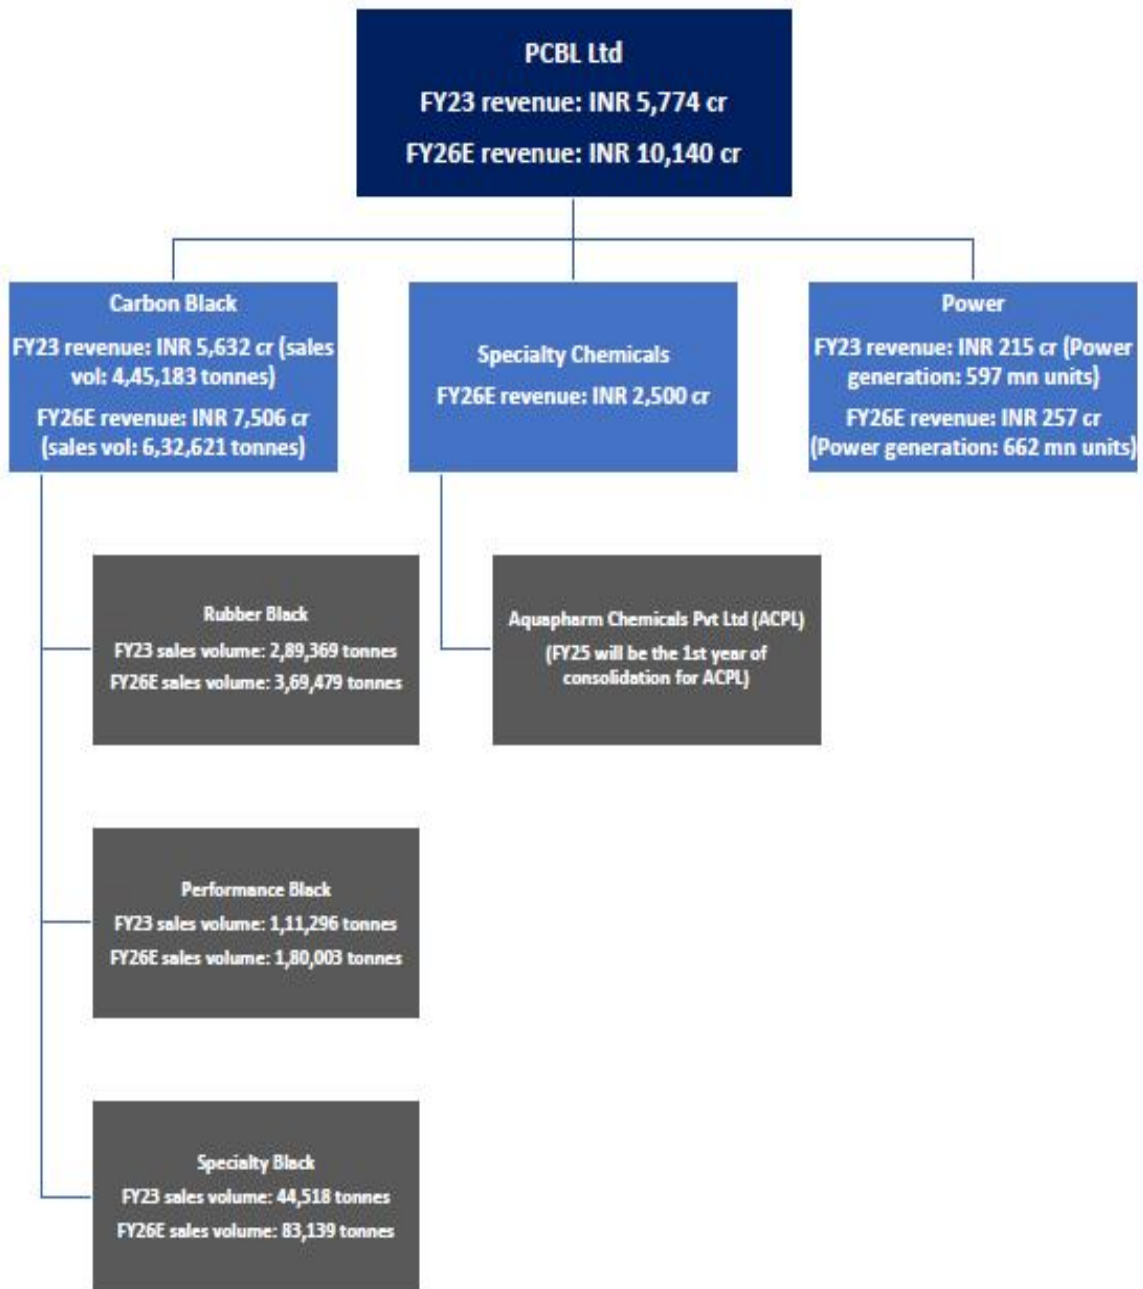 PCBL Ltd
FY23 revenue: INR 5,774 cr
FY26E revenue: INR 10,140 cr
Carbon Black
FY23 revenue: INR 5,632 cr (sales
vol: 4,45,183 tonnes)
FY26E revenue: INR 7,506 cr
(sales vol: 6,32,621 tonnes)
Specialty Chemicals
FY26E revenue: INR 2,500 cr
Power
FY23 revenue: INR 215 cr (Power
generation: 597 mn units)
FY26E revenue: INR 257 cr
(Power generation: 662 mn units)
Rubber Black
FY23 sales volume: 2,89,369 tonnes
FY26E sales volume: 3,69,479 tonnes
Aquapharm Chemicals Pvt Ltd (ACPL)
(FY25 will be the 1st year of
consolidation for ACPL)
Performance Black
FY23 sales volume: 1,11,296 tonnes
FY26E sales volume: 1,80,003 tonnes
Specialty Black
FY23 sales volume: 44,518 tonnes
FY26E sales volume: 83,139 tonnes